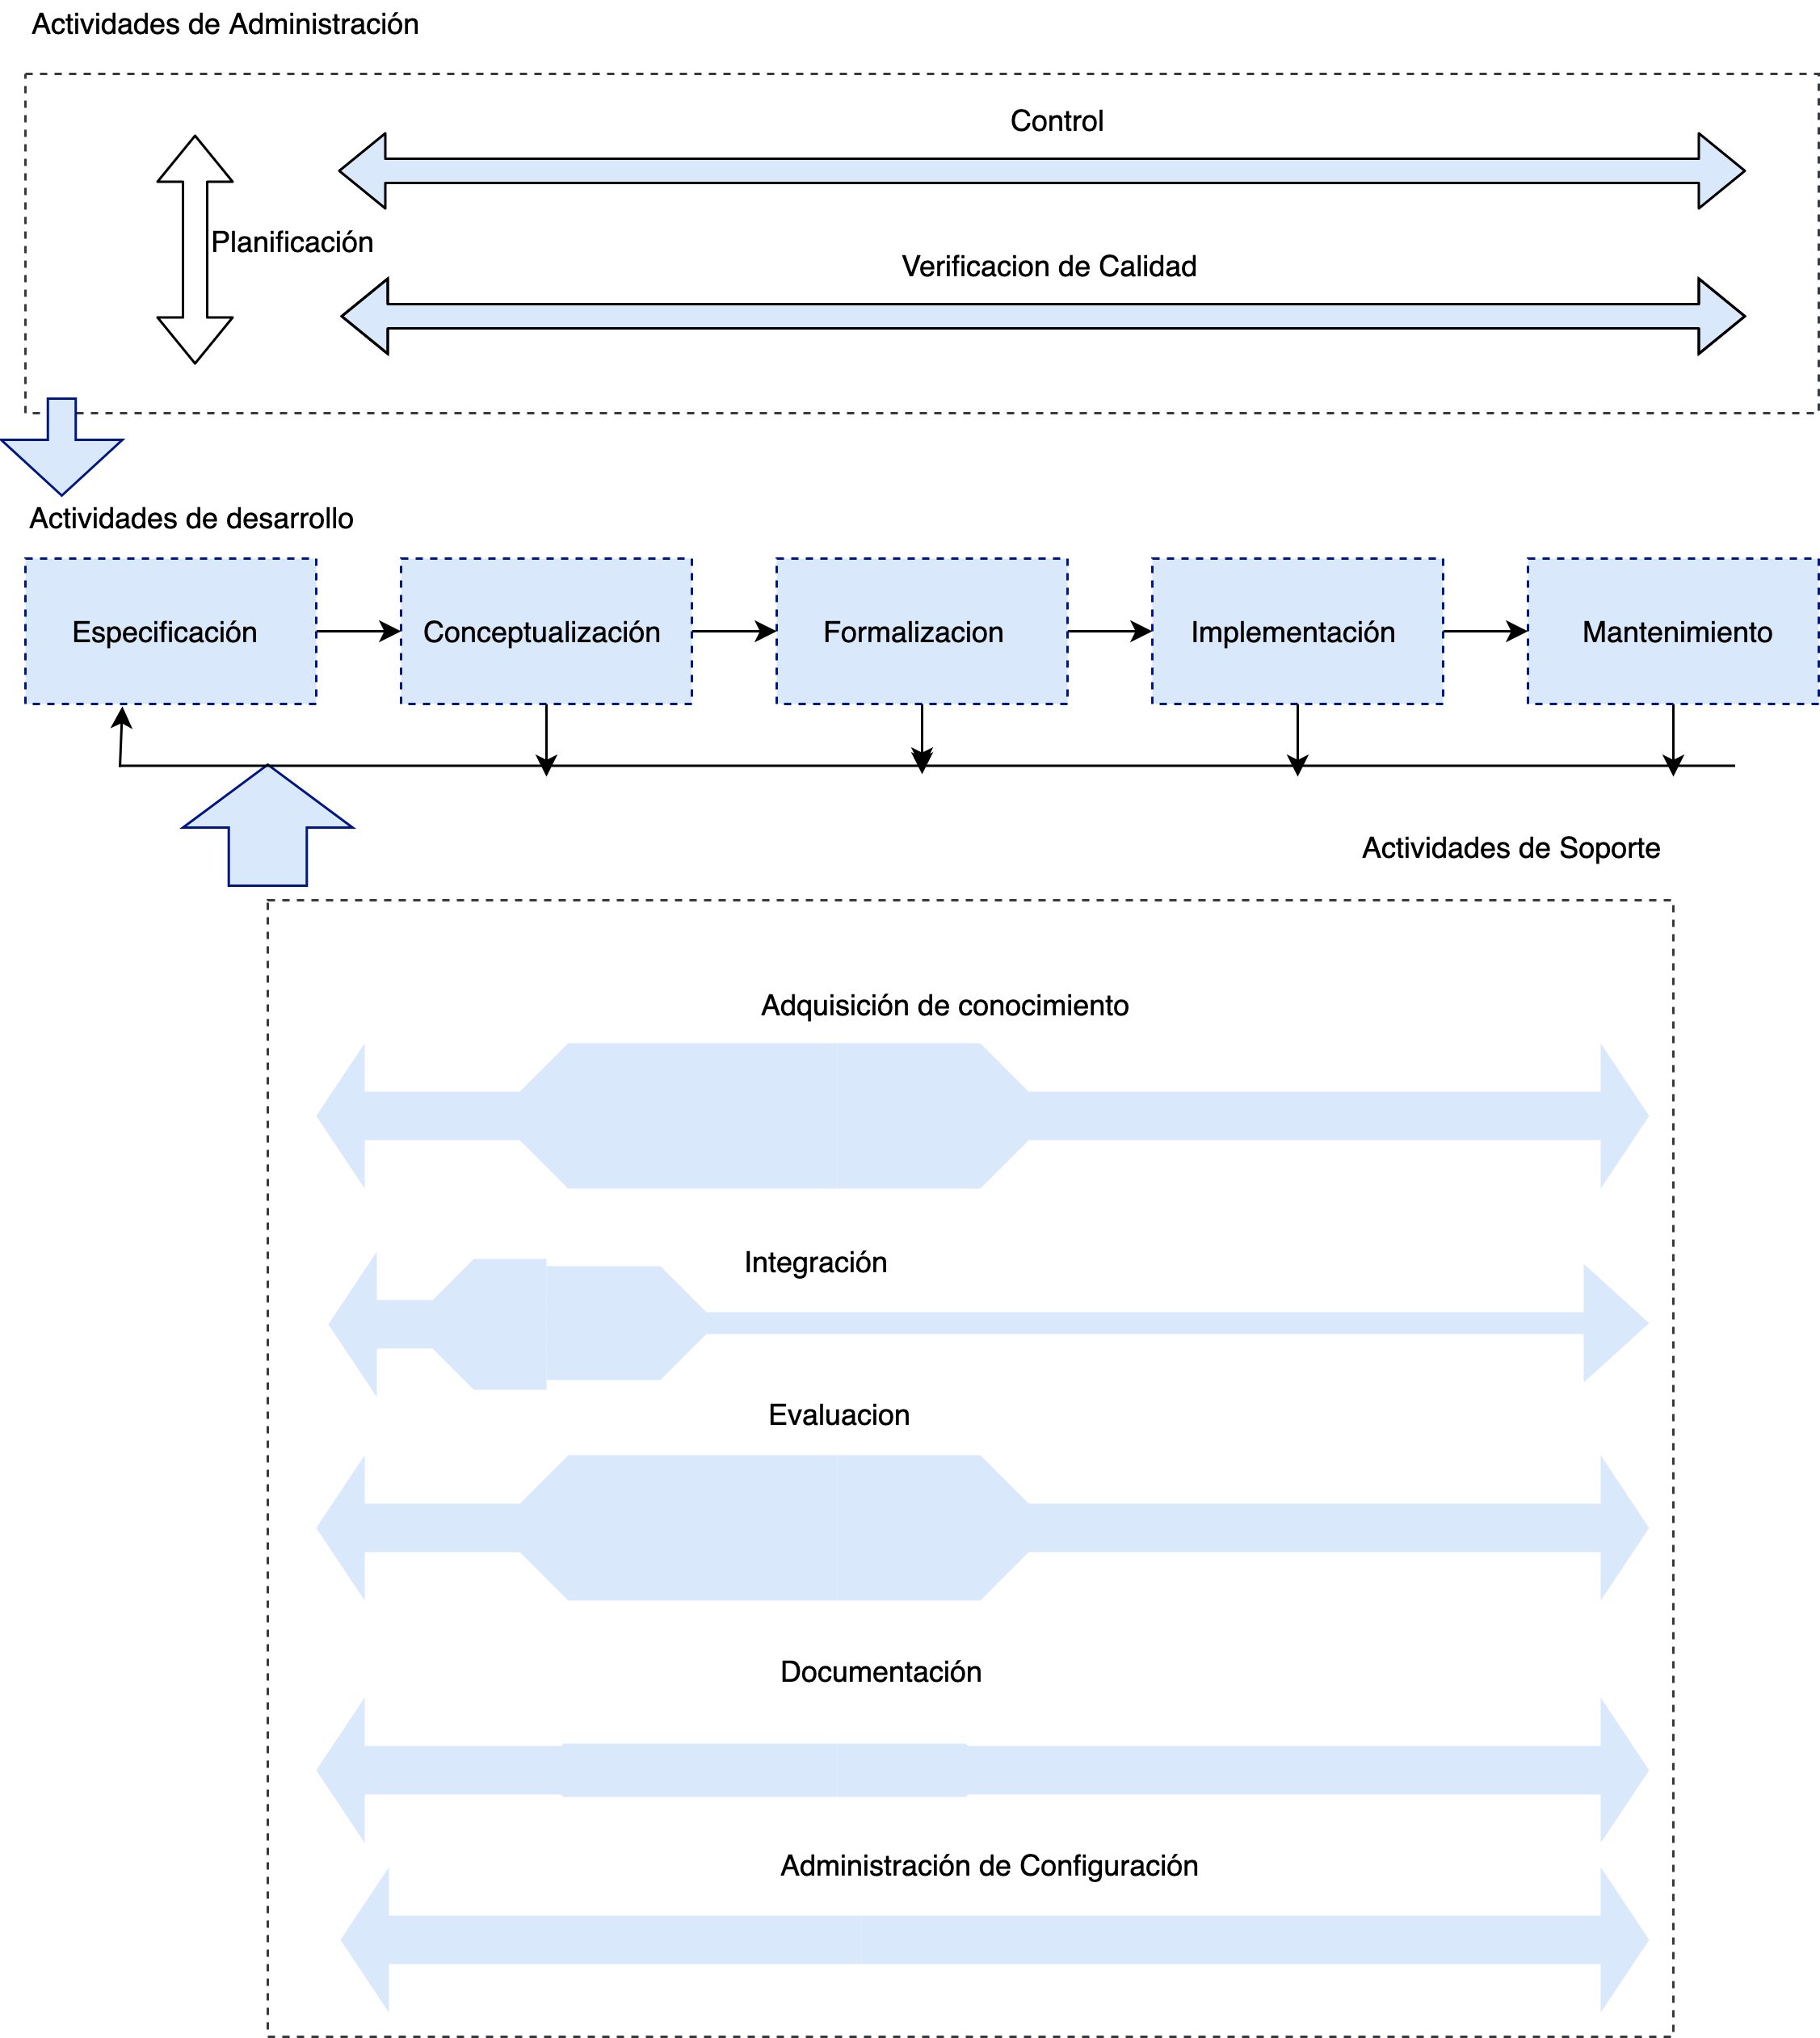 Actividades de Administración
Control
Planificación
Verificacion de Calidad
Actividades de desarrollo
Especificación
Conceptualización
Formalizacion
Implementación
Mantenimiento
Actividades de Soporte
Adquisición de conocimiento
Integración
Evaluacion
Documentación
Administración de Configuración